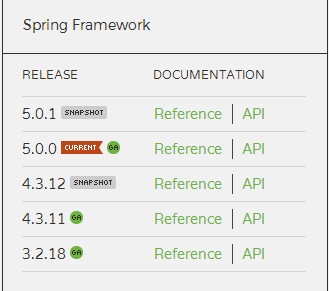 Spring Framework
RELEASE DOCUMENTATION
5.0.1 SNAPSHOT Reference | API
5.0.0 CURRENT GA Reference | API
4.3.12 SNAPSHOT Reference | API
4.3.11 GA Reference | API
3.2.18 GA Reference | API